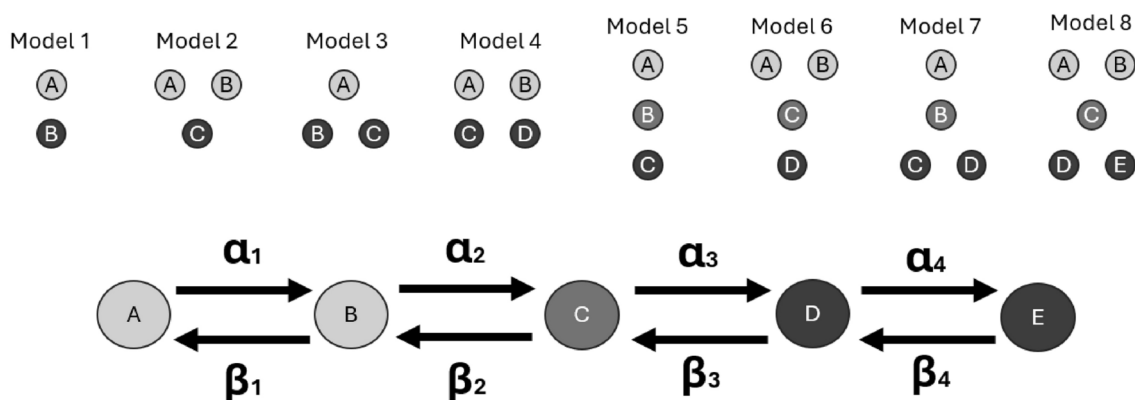 Model 1 Model 2 Model 3 Model 4 Model 5 Model 6 Model 7 Model 8
A A B A A B A A B A A B
B C B C C D B C B C
C D C D D E
α1 α2 α3 α4
A B C D E
β1 β2 β3 β4